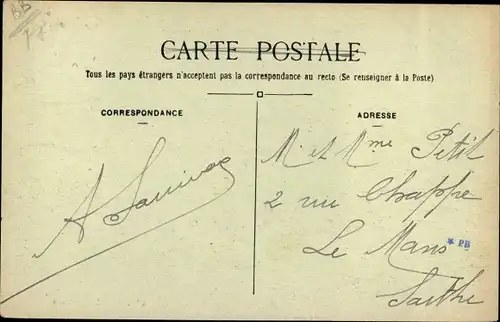 CARTE POSTALE
Tous les pays étrangers n'acceptent pas la correspondance au recto (Se renseigner à la Poste)
CORRESPONDANCE
ADRESSE
M. et Mme Petit
2 rue Chappe
Le Mans
Sarthe
* PB
A